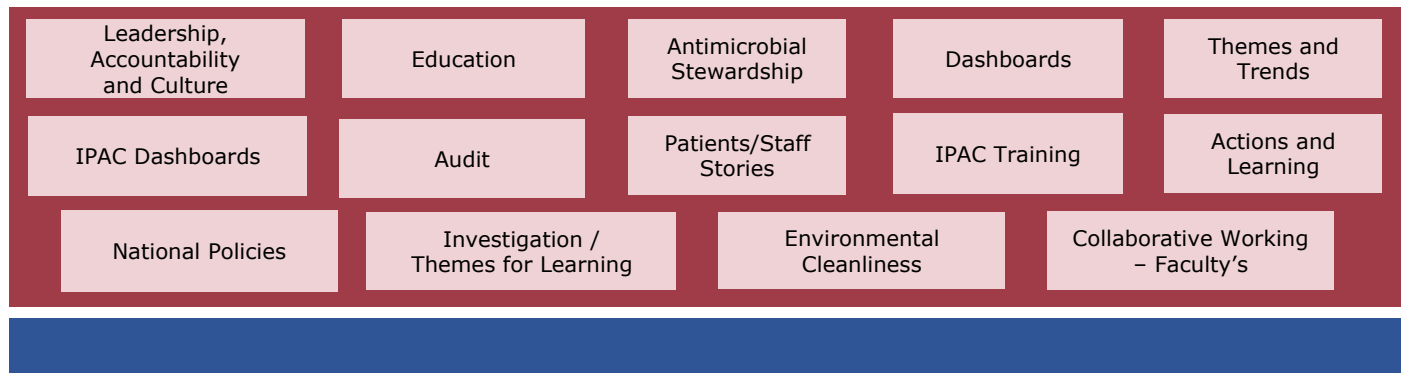 Leadership,
Accountability
and Culture
Education
Antimicrobial
Stewardship
Dashboards
Themes and
Trends
IPAC Dashboards
Audit
Patients/Staff
Stories
IPAC Training
Actions and
Learning
National Policies
Investigation /
Themes for Learning
Environmental
Cleanliness
Collaborative Working
– Faculty’s